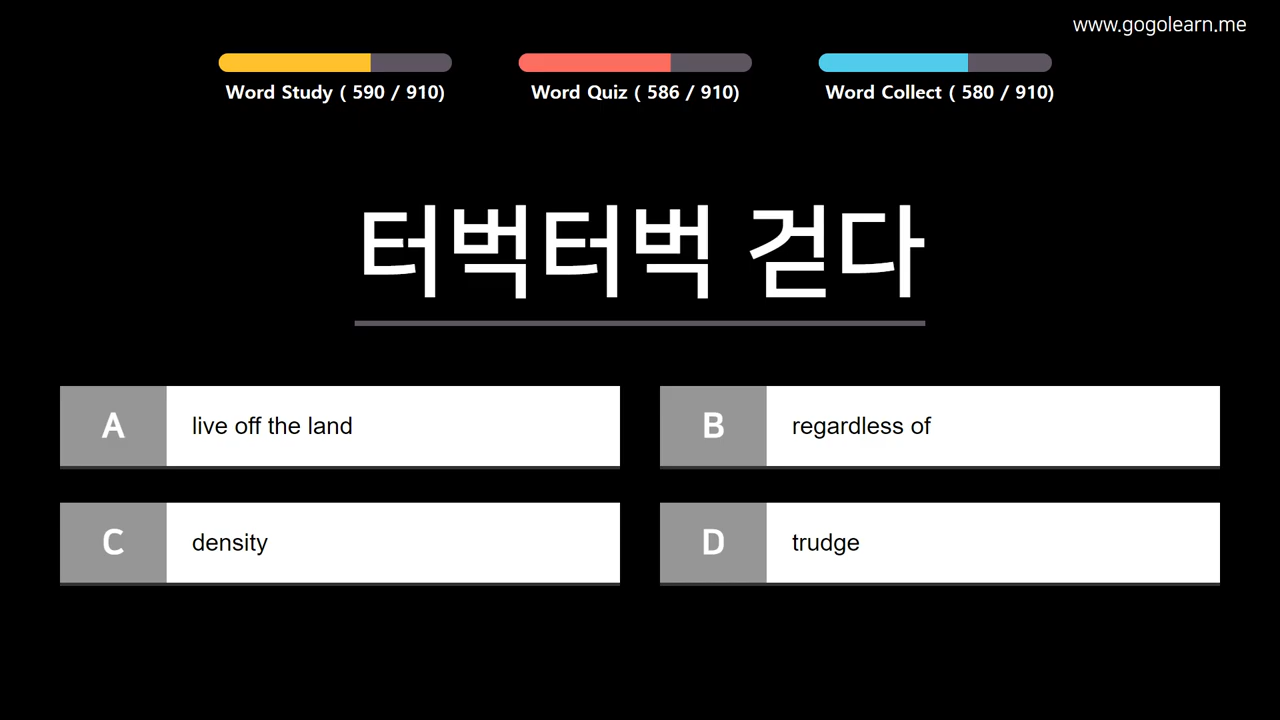 www.gogolearn.me
Word Study ( 590 / 910)
Word Quiz ( 586 / 910)
Word Collect ( 580 / 910)
터벅터벅 걷다
A live off the land
B regardless of
C density
D trudge